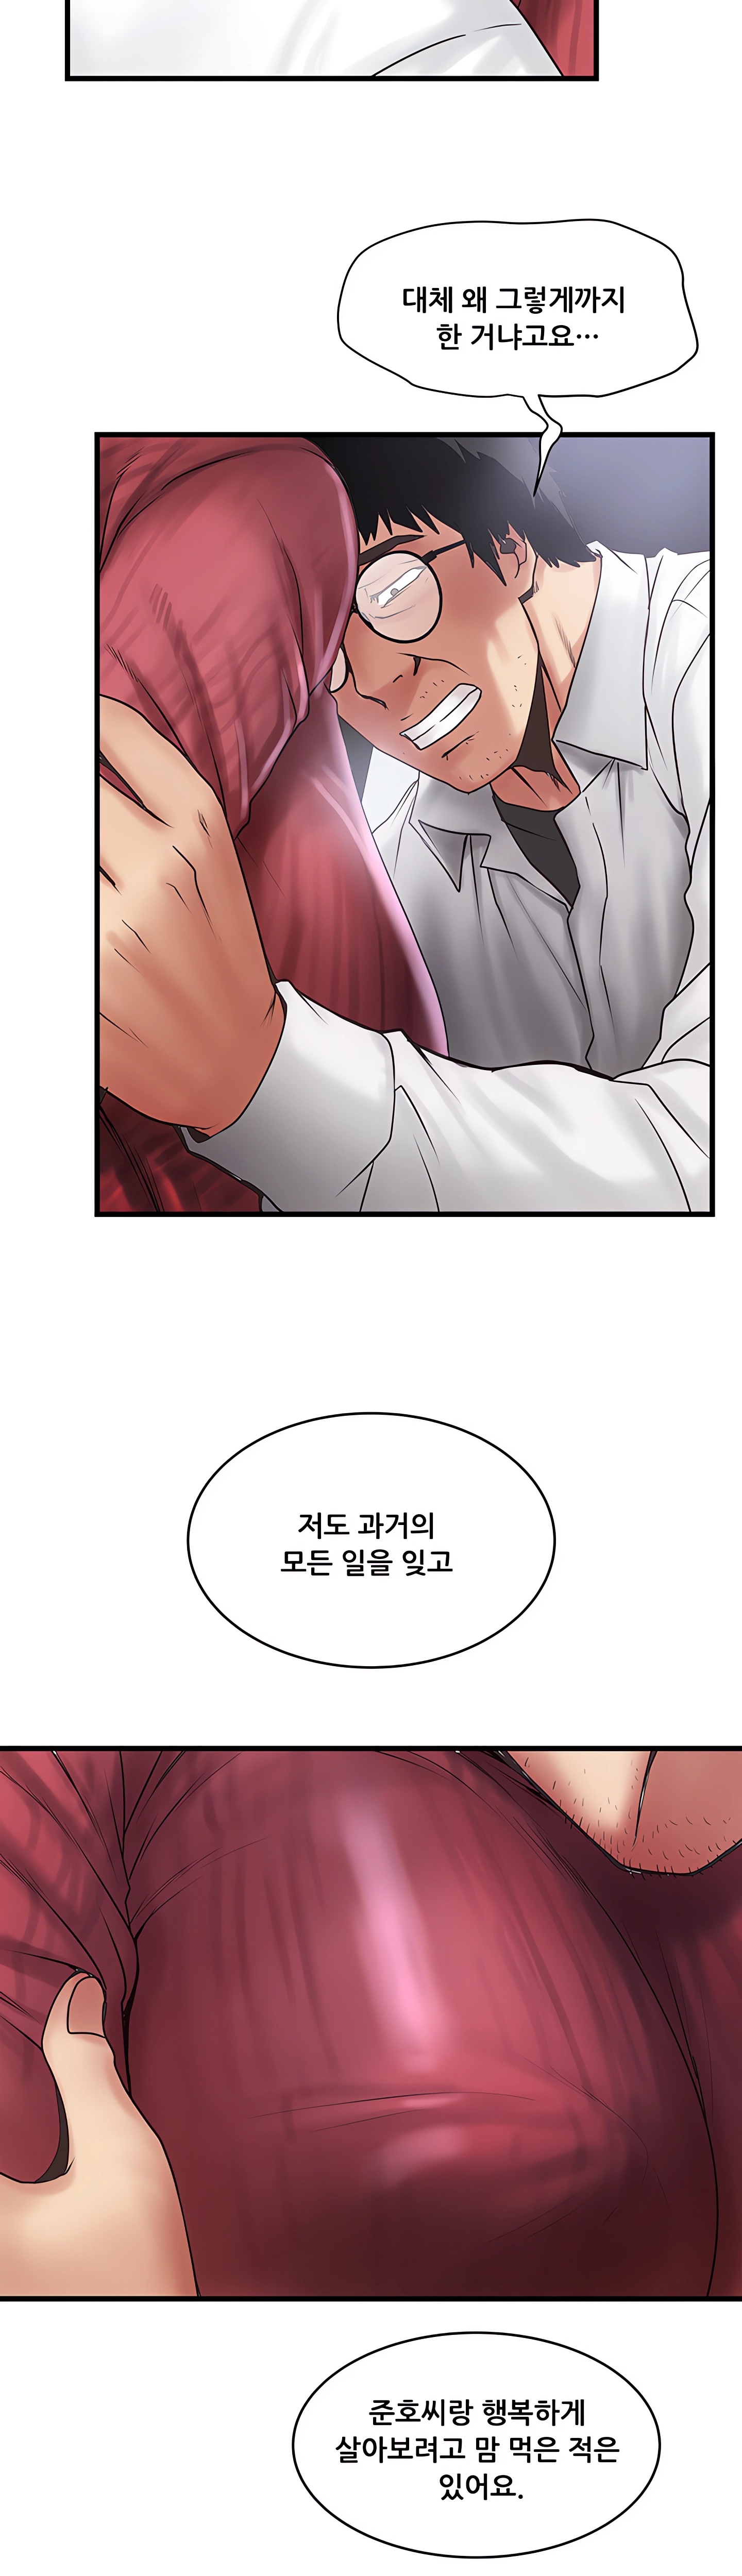 대체 왜 그렇게까지
한 거냐고요…
저도 과거의
모든 일을 잊고
준호씨랑 행복하게
살아보려고 맘 먹은 적은
있어요.